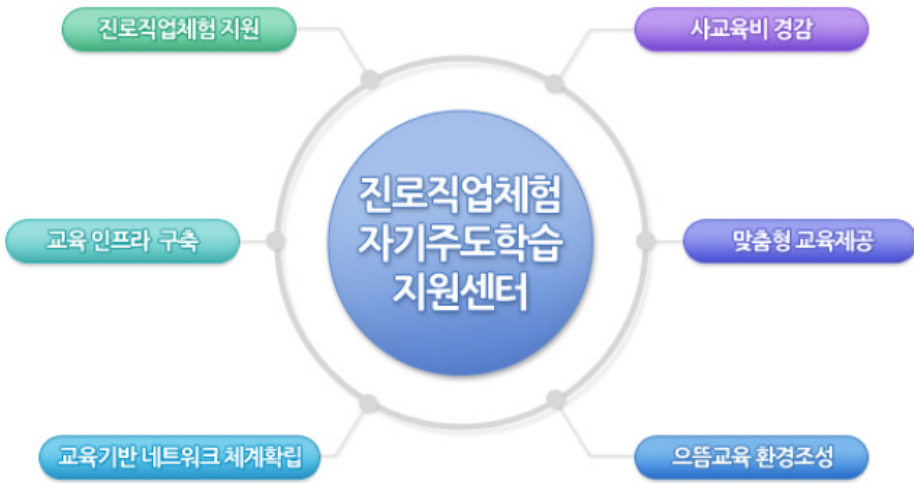 진로직업체험 지원
사교육비 경감
진로직업체험
자기주도학습
지원센터
교육 인프라 구축
맞춤형 교육제공
교육기반 네트워크 체계확립
으뜸교육 환경조성